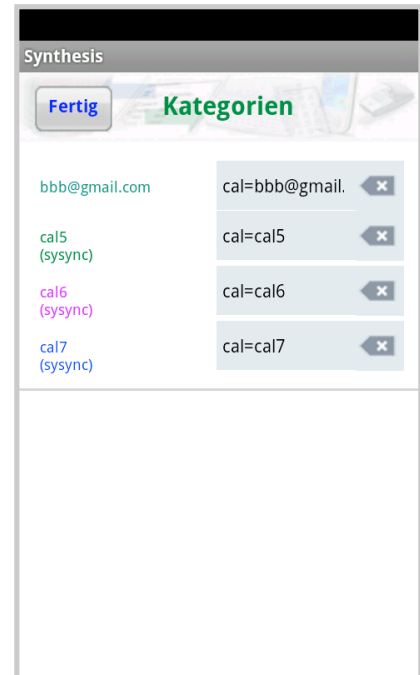 Synthesis
Fertig
Kategorien
bbb@gmail.com
cal=bbb@gmail.
cal5
(sysync)
cal=cal5
cal6
(sysync)
cal=cal6
cal7
(sysync)
cal=cal7